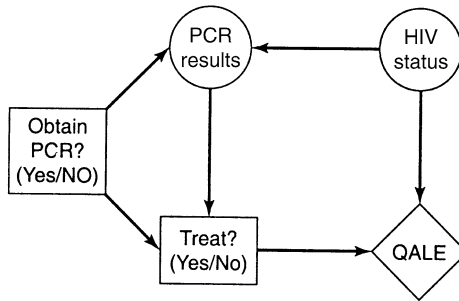 PCR
results
HIV
status
Obtain
PCR?
(Yes/NO)
Treat?
(Yes/No)
QALE